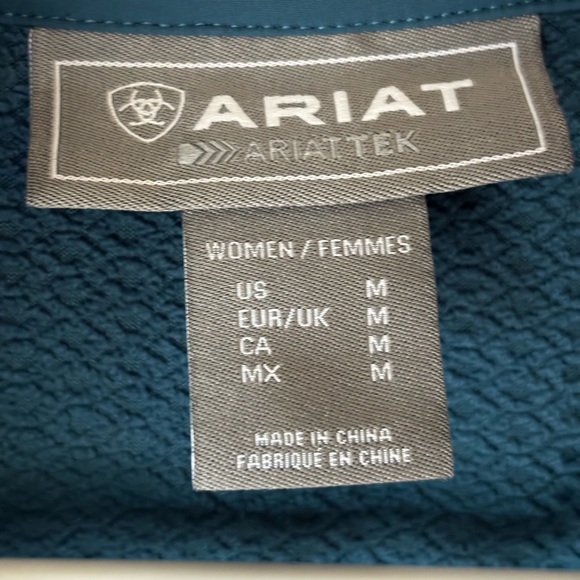 ARIAT
ARIATTEK
WOMEN / FEMMES
US M
EUR/UK M
CA M
MX M
MADE IN CHINA
FABRIQUÉ EN CHINE